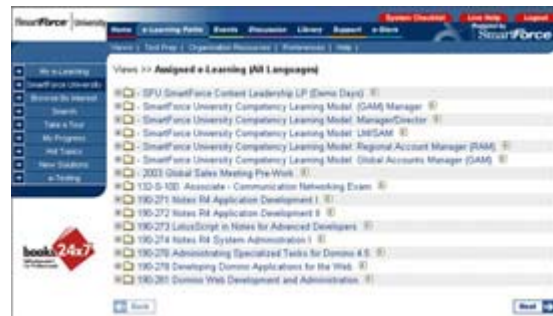 SmartForce University
System Checklist Live Help Logout
Home e-Learning Paths Events Discussion Library Support e-Store
Powered by
SmartForce
Views | Test Prep | Organization Resources | Preferences | Help |
My e-Learning
SmartForce University
Browse By Interest
Search
Take a Tour
My Progress
Hot Topics
New Solutions
e-Testing
books24x7
Views >> Assigned e-Learning (All Languages)
- SFU SmartForce Content Leadership LP (Demo Days)
- SmartForce University Competency Learning Model: (GAM) Manager
- SmartForce University Competency Learning Model: Manager/Director
- SmartForce University Competency Learning Model: LM/SAM
- SmartForce University Competency Learning Model: Regional Account Manager (RAM)
- SmartForce University Competency Learning Model: Global Accounts Manager (GAM)
- 2003 Global Sales Meeting Pre-Work
132-S-100. Associate - Communication Networking Exam
190-271 Notes R4 Application Development I
190-272 Notes R4 Application Development II
190-273 LotusScript in Notes for Advanced Developers
190-274 Notes R4 System Administration I
190-276 Administrating Specialized Tasks for Domino 4.5
190-278 Developing Domino Applications for the Web
190-281 Domino Web Development and Administration
Back
Next